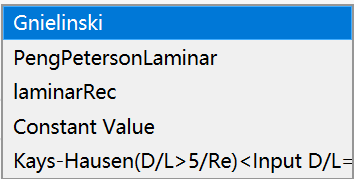 Gnielinski
PengPetersonLaminar
laminarRec
Constant Value
Kays-Hausen(D/L>5/Re)<Input D/L=